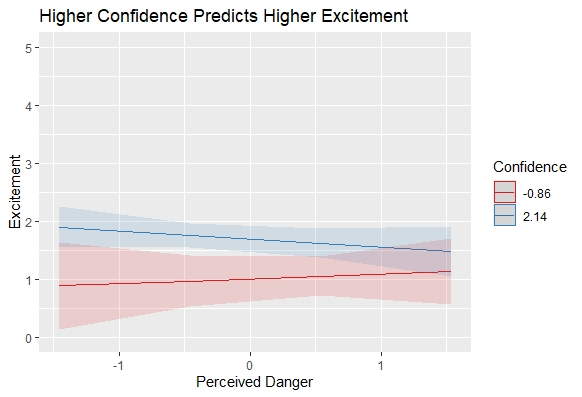 Higher Confidence Predicts Higher Excitement
5
4
3
2
1
0
Excitement
-1
0
1
Perceived Danger
Confidence
-0.86
2.14